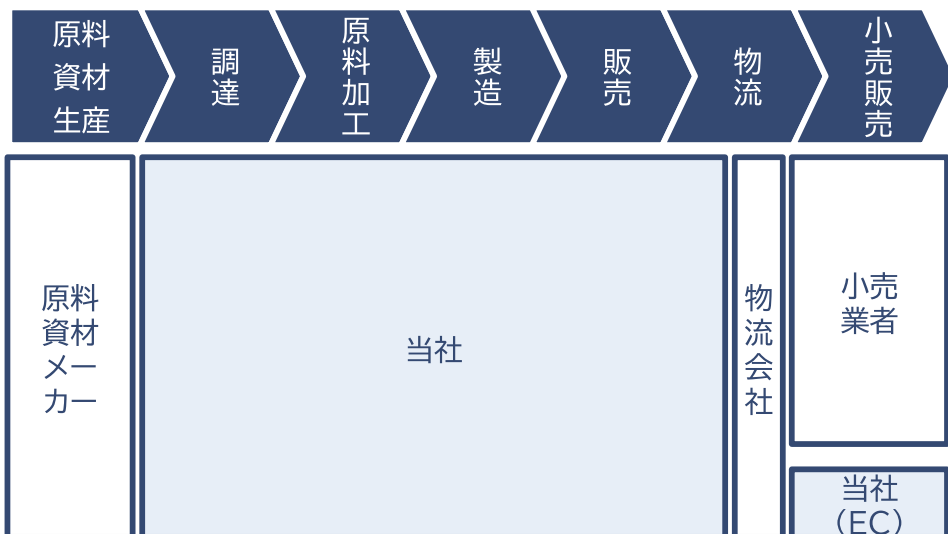 原料
資材
生産
調達
原料加工
製造
販売
物流
小売販売
原料
資材
メー
カー
当社
物流会社
小売
業者
当社
（EC）